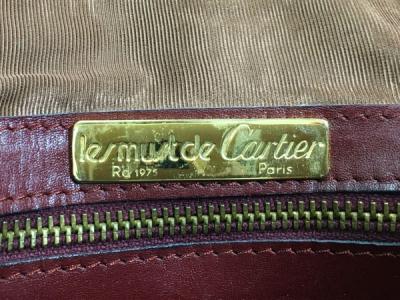 les must de Cartier
Rd 1975 Paris